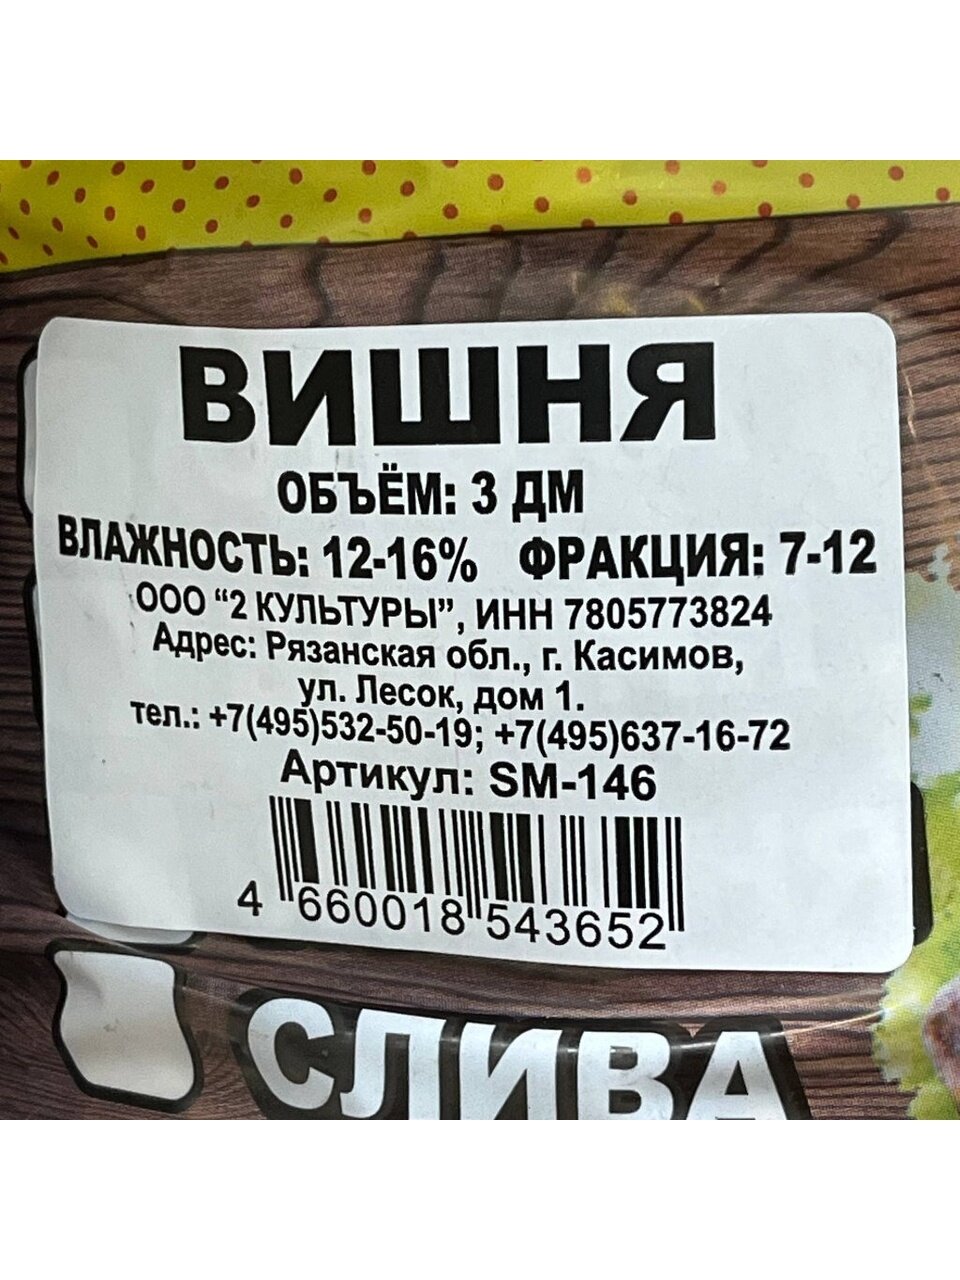 ВИШНЯ
ОБЪЁМ: 3 ДМ
ВЛАЖНОСТЬ: 12-16% ФРАКЦИЯ: 7-12
ООО “2 КУЛЬТУРЫ”, ИНН 7805773824
Адрес: Рязанская обл., г. Касимов,
ул. Лесок, дом 1.
тел.: +7(495)532-50-19; +7(495)637-16-72
Артикул: SM-146
4 660018 543652
СЛИВА